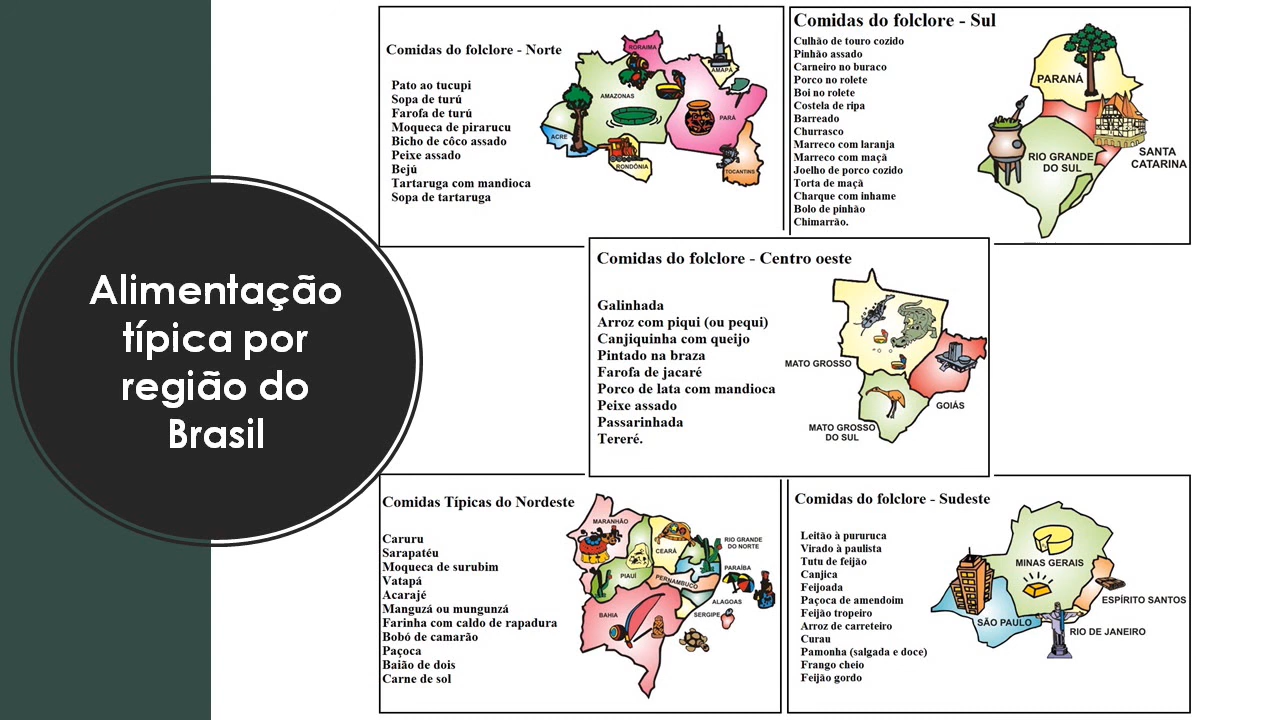 Alimentação
típica por
região do
Brasil
Comidas do folclore - Norte
Pato ao tucupi
Sopa de turú
Farofa de turú
Moqueca de pirarucu
Bicho de côco assado
Peixe assado
Bejú
Tartaruga com mandioca
Sopa de tartaruga
RORAIMA
AMAPÁ
AMAZONAS
PARÁ
ACRE
RONDÔNIA
TOCANTINS
Comidas do folclore - Sul
Culhão de touro cozido
Pinhão assado
Carneiro no buraco
Porco no rolete
Boi no rolete
Costela de ripa
Barreado
Churrasco
Marreco com laranja
Marreco com maçã
Joelho de porco cozido
Torta de maçã
Charque com inhame
Bolo de pinhão
Chimarrão.
PARANÁ
SANTA
CATARINA
RIO GRANDE
DO SUL
Comidas do folclore - Centro oeste
Galinhada
Arroz com piqui (ou pequi)
Canjiquinha com queijo
Pintado na braza
Farofa de jacaré
Porco de lata com mandioca
Peixe assado
Passarinhada
Tereré.
MATO GROSSO
GOIÁS
MATO GROSSO
DO SUL
Comidas Típicas do Nordeste
Caruru
Sarapatéu
Moqueca de surubim
Vatapá
Acarajé
Manguzá ou mungunzá
Farinha com caldo de rapadura
Bobó de camarão
Paçoca
Baião de dois
Carne de sol
MARANHÃO
CEARÁ
RIO GRANDE
DO NORTE
PARAÍBA
PIAUÍ
PERNAMBUCO
ALAGOAS
SERGIPE
BAHIA
Comidas do folclore - Sudeste
Leitão à pururuca
Virado à paulista
Tutu de feijão
Canjica
Feijoada
Paçoca de amendoim
Feijão tropeiro
Arroz de carreteiro
Curau
Pamonha (salgada e doce)
Frango cheio
Feijão gordo
MINAS GERAIS
ESPÍRITO SANTOS
SÃO PAULO
RIO DE JANEIRO